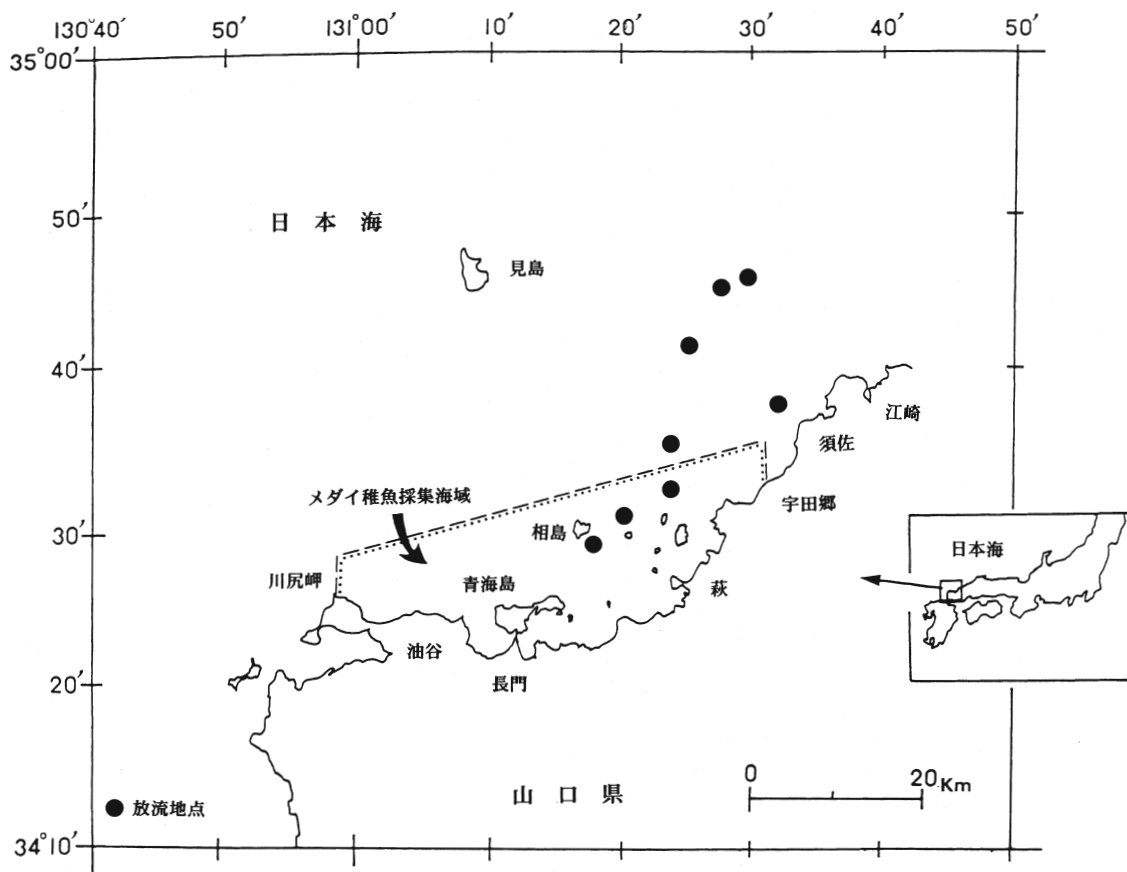 130°40′ 50′ 131°00′ 10′ 20′ 30′ 40′ 50′
35°00′
50′
日本海
見島
40′
江崎
須佐
メダイ稚魚採集海域
宇田郷
30′
相島
日本海
川尻岬
青海島
萩
油谷
長門
20′
0 20 Km
山口県
放流地点
34°10′